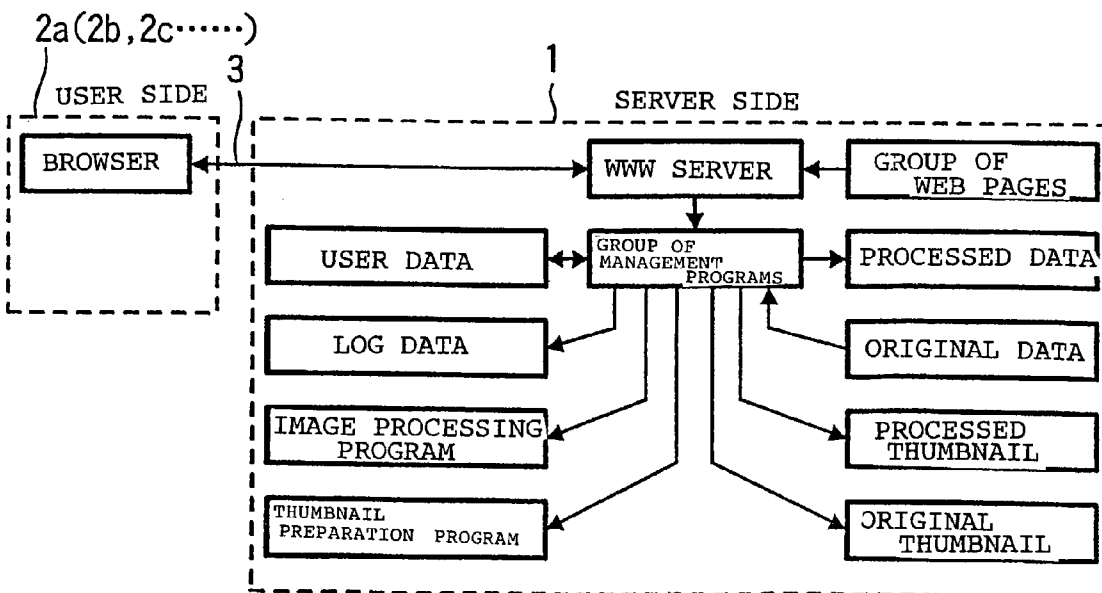 2a(2b,2c……)
3
1
USER SIDE
SERVER SIDE
BROWSER
WWW SERVER
GROUP OF
WEB PAGES
USER DATA
GROUP OF
MANAGEMENT
PROGRAMS
PROCESSED DATA
LOG DATA
ORIGINAL DATA
IMAGE PROCESSING
PROGRAM
PROCESSED
THUMBNAIL
THUMBNAIL
PREPARATION PROGRAM
ORIGINAL
THUMBNAIL